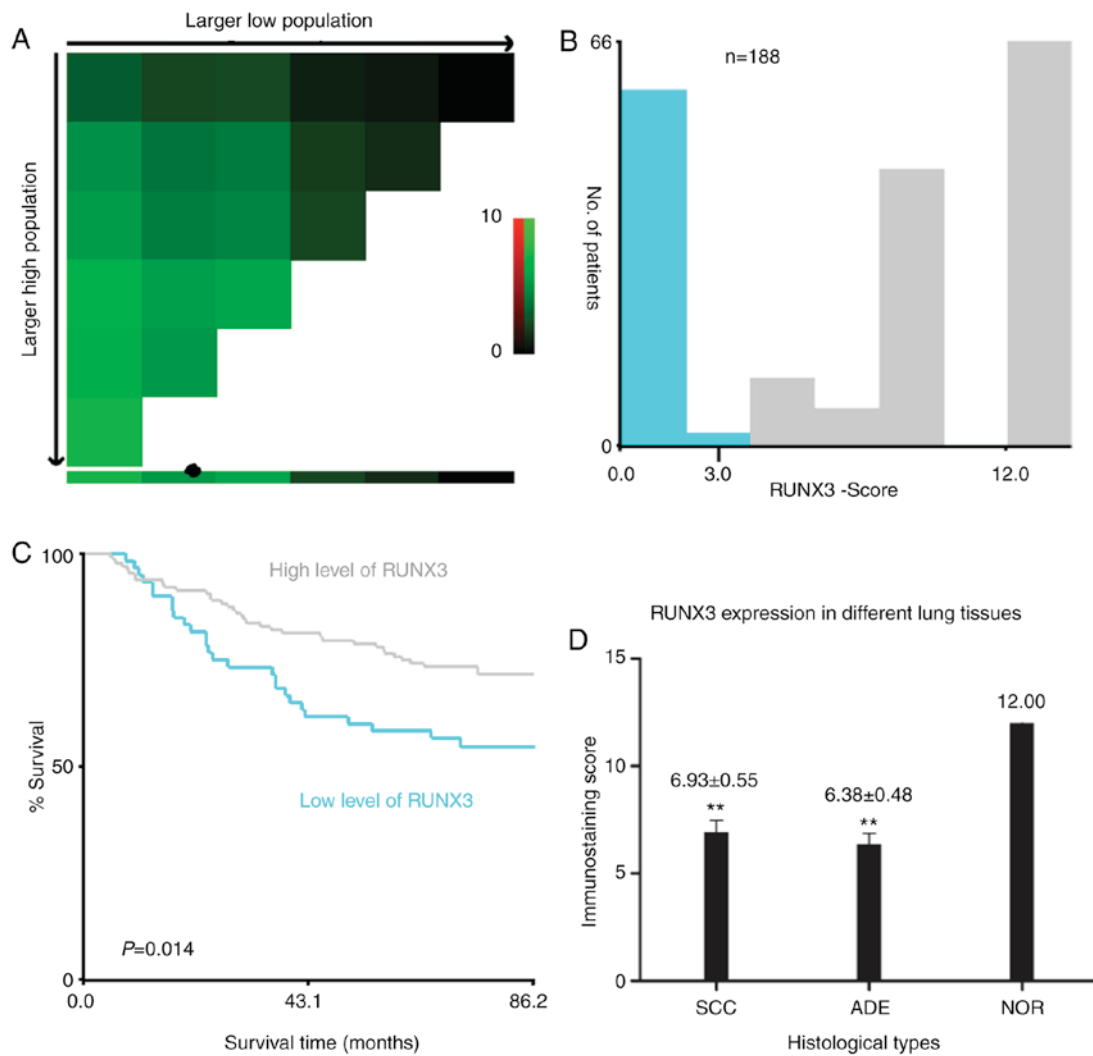 A
Larger low population
Larger high population
10
0
B
n=188
66
No. of patients
0
0.0
3.0
12.0
RUNX3 -Score
C
100
High level of RUNX3
% Survival
50
Low level of RUNX3
P=0.014
0
0.0
43.1
86.2
Survival time (months)
RUNX3 expression in different lung tissues
D
15
12.00
10
Immunostaining score
6.93±0.55
**
6.38±0.48
**
5
0
SCC
ADE
NOR
Histological types